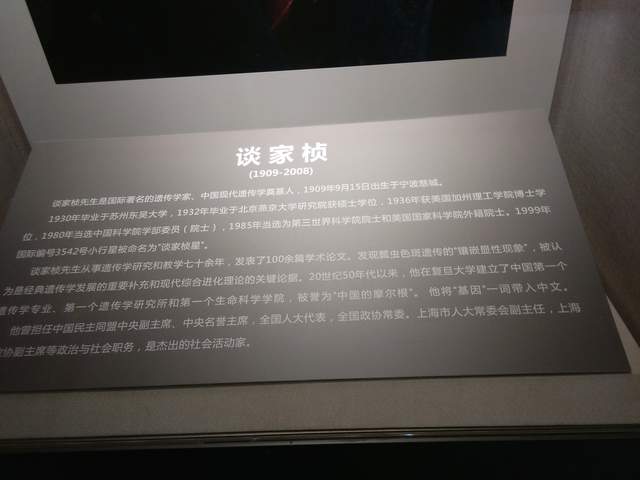 谈家桢
(1909-2008)
谈家桢先生是国际著名的遗传学家、中国现代遗传学奠基人，1909年9月15日出生于宁波慈城。
1930年毕业于苏州东吴大学，1932年毕业于北京燕京大学研究院获硕士学位，1936年获美国加州理工学院博士学
位，1980年当选中国科学院学部委员（院士），1985年当选为第三世界科学院院士和美国国家科学院外籍院士。1999年
国际编号3542号小行星被命名为“谈家桢星”。
谈家桢先生从事遗传学研究和教学七十余年，发表了100余篇学术论文。发现瓢虫色斑遗传的“镶嵌显性现象”，被认
为是经典遗传学发展的重要补充和现代综合进化理论的关键论据。20世纪50年代以来，他在复旦大学建立了中国第一个
遗传学专业、第一个遗传学研究所和第一个生命科学学院，被誉为“中国的摩尔根”。他将“基因”一词带入中文。
他曾担任中国民主同盟中央副主席、中央名誉主席，全国人大代表，全国政协常委。上海市人大常委会副主任，上海
政协副主席等政治与社会职务，是杰出的社会活动家。